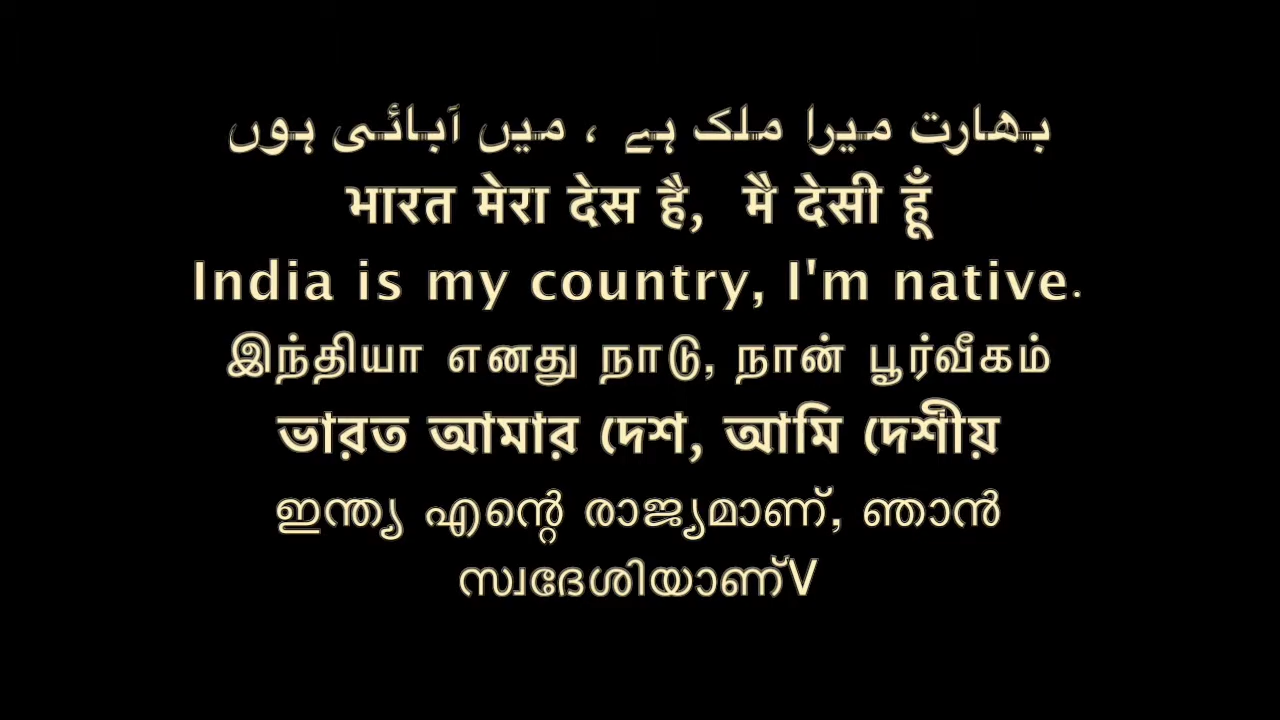 بھارت میرا ملک ہے ، میں آبائی ہوں
भारत मेरा देस है, मै देसी हूँ
India is my country, I'm native.
இந்தியா எனது நாடு, நான் பூர்வீகம்
ভারত আমার দেশ, আমি দেশীয়
ഇന്ത്യ എന്റെ രാജ്യമാണ്, ഞാൻ
സ്വദേശിയാണ്V